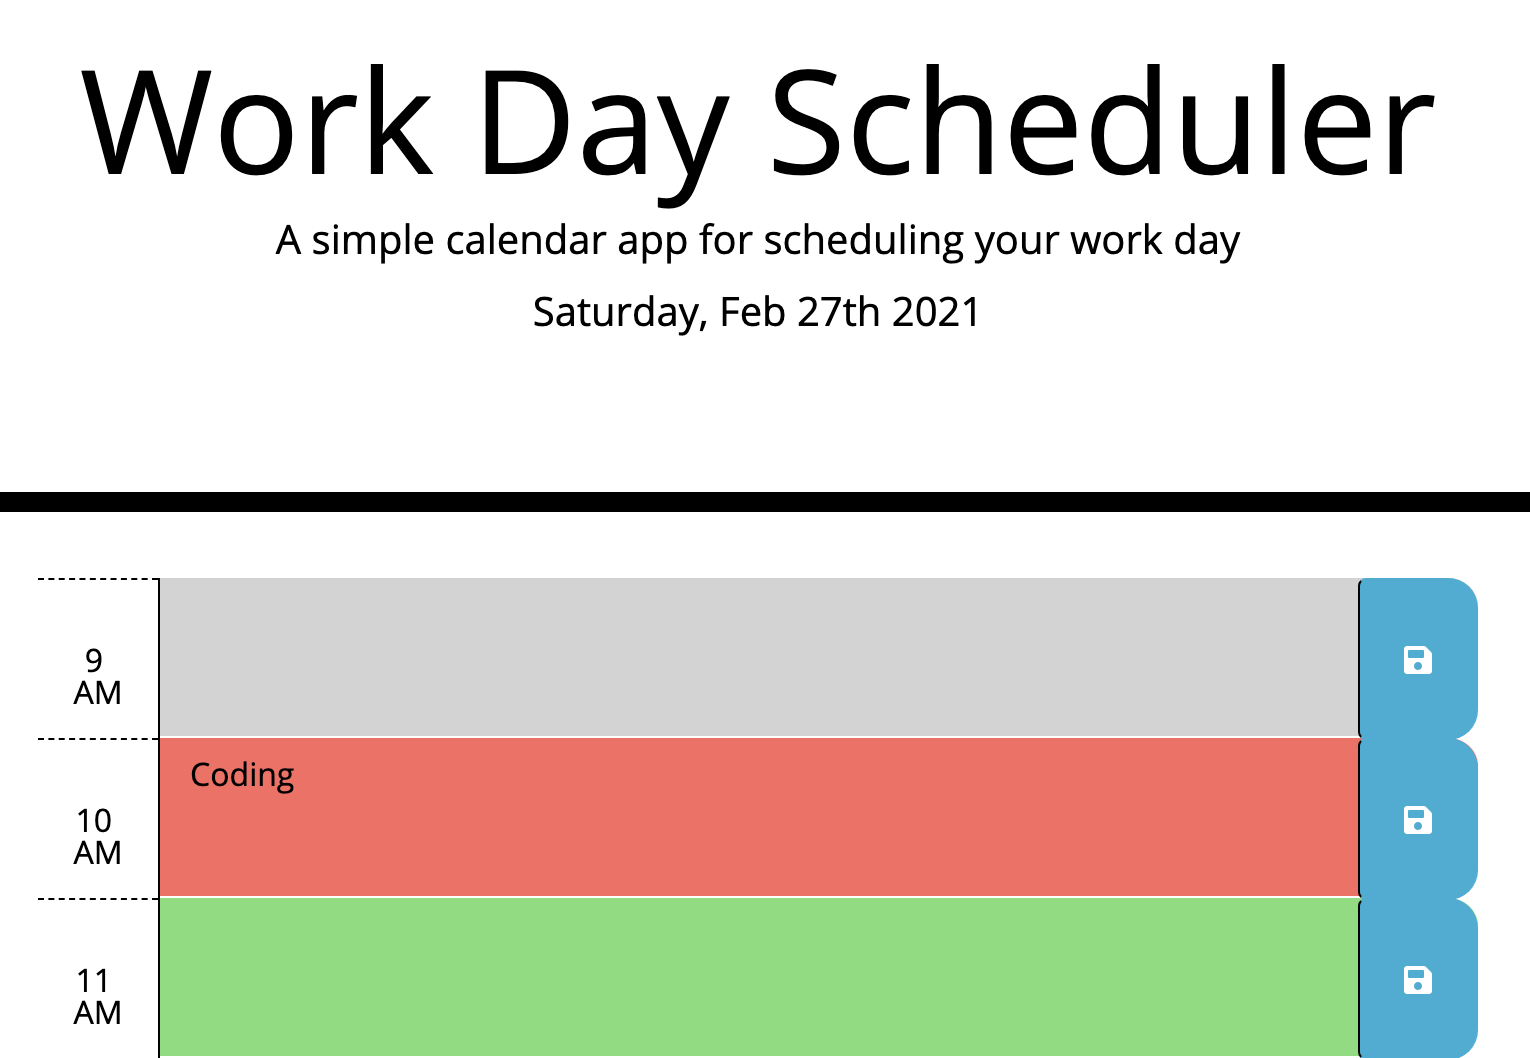 Work Day Scheduler
A simple calendar app for scheduling your work day
Saturday, Feb 27th 2021
9
AM
Coding
10
AM
11
AM